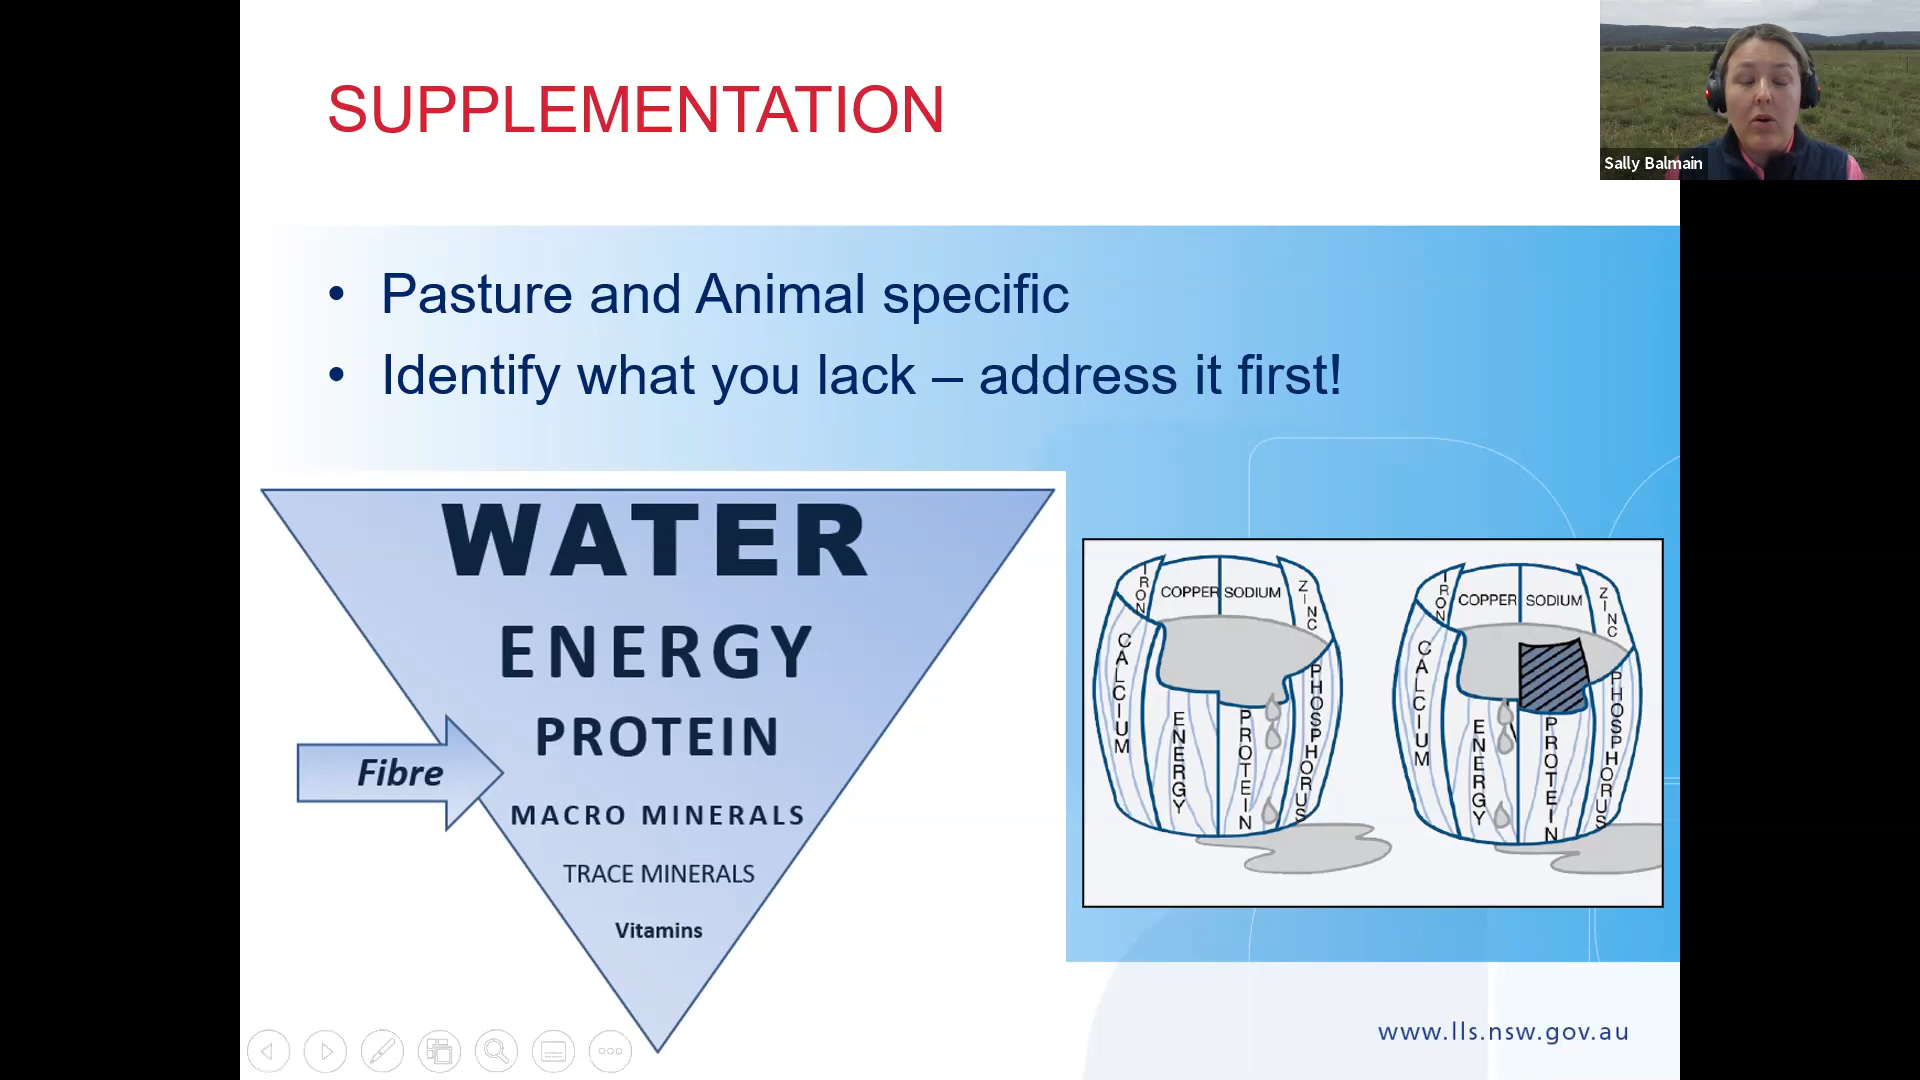 SUPPLEMENTATION
Sally Balmain
• Pasture and Animal specific
• Identify what you lack – address it first!
WATER
ENERGY
PROTEIN
Fibre
MACRO MINERALS
TRACE MINERALS
Vitamins
IRON
COPPER
SODIUM
ZINC
CALCIUM
ENERGY
PROTEIN
PHOSPHORUS
IRON
COPPER
SODIUM
ZINC
CALCIUM
ENERGY
PROTEIN
PHOSPHORUS
www.lls.nsw.gov.au